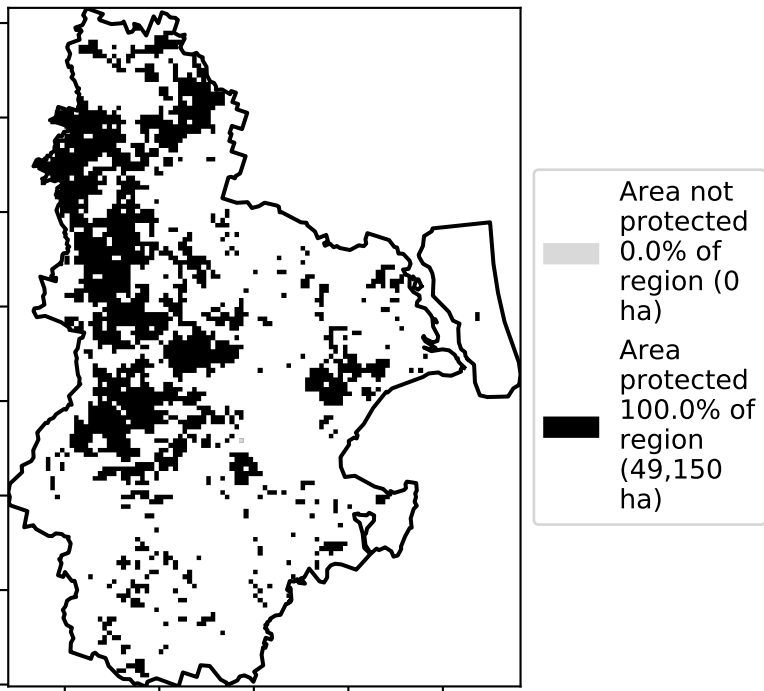 Area not
protected
0.0% of
region (0
ha)
Area
protected
100.0% of
region
(49,150
ha)